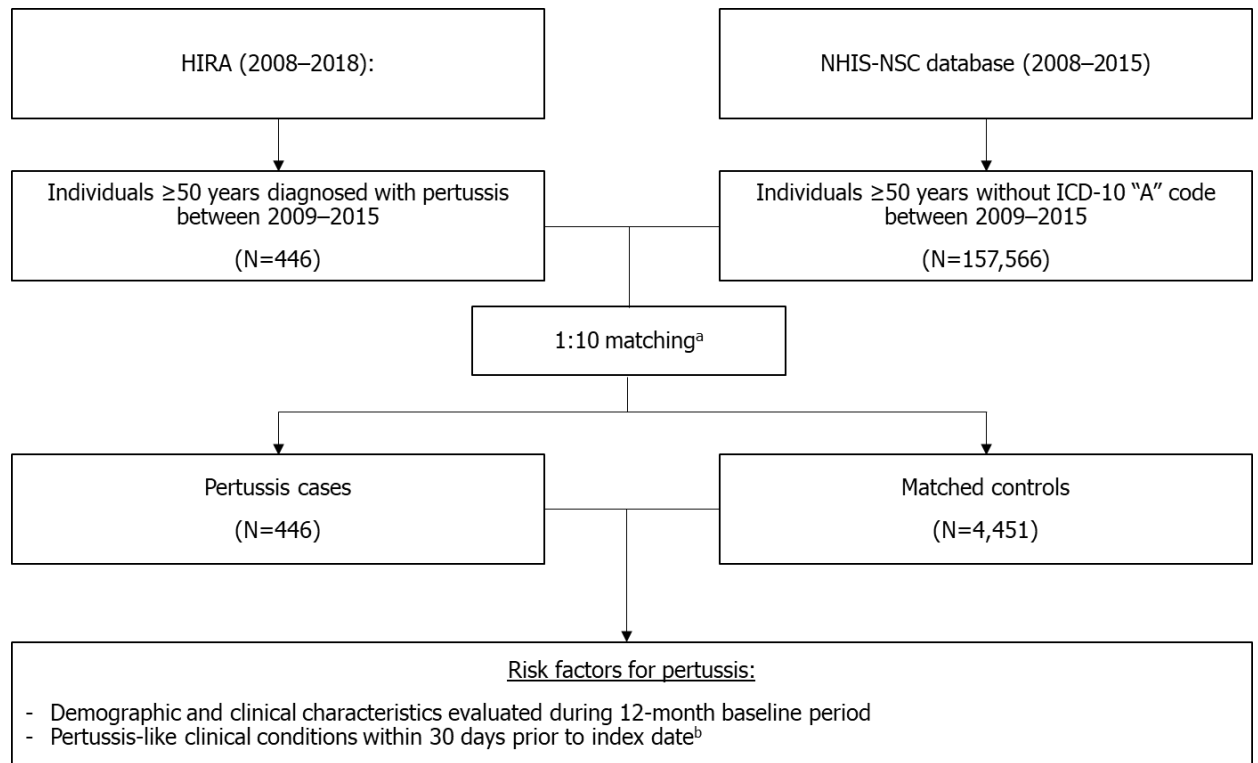 HIRA (2008–2018):
NHIS-NSC database (2008–2015)
Individuals ≥50 years diagnosed with pertussis
between 2009–2015
(N=446)
Individuals ≥50 years without ICD-10 “A” code
between 2009–2015
(N=157,566)
1:10 matchingᵃ
Pertussis cases
(N=446)
Matched controls
(N=4,451)
Risk factors for pertussis:
- Demographic and clinical characteristics evaluated during 12-month baseline period
- Pertussis-like clinical conditions within 30 days prior to index dateᵇ